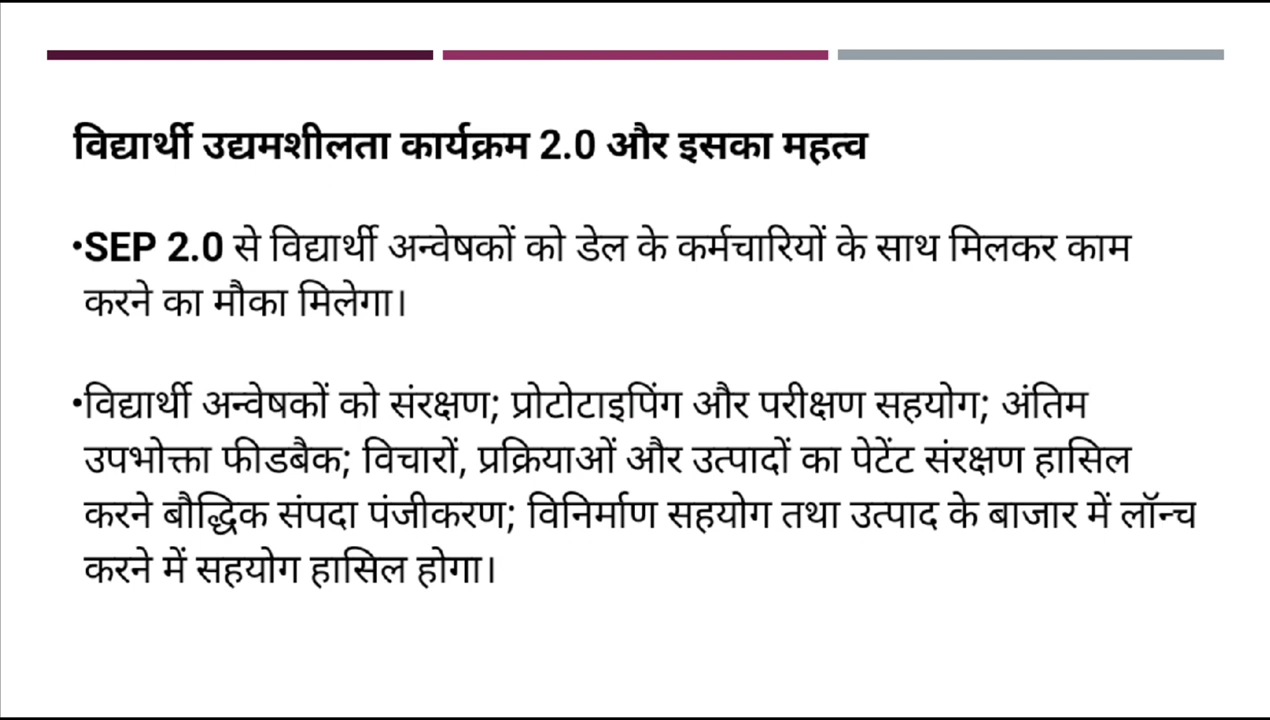 विद्यार्थी उद्यमशीलता कार्यक्रम 2.0 और इसका महत्व
•SEP 2.0 से विद्यार्थी अन्वेषकों को डेल के कर्मचारियों के साथ मिलकर काम
करने का मौका मिलेगा।
•विद्यार्थी अन्वेषकों को संरक्षण; प्रोटोटाइपिंग और परीक्षण सहयोग; अंतिम
उपभोक्ता फीडबैक; विचारों, प्रक्रियाओं और उत्पादों का पेटेंट संरक्षण हासिल
करने बौद्धिक संपदा पंजीकरण; विनिर्माण सहयोग तथा उत्पाद के बाजार में लॉन्च
करने में सहयोग हासिल होगा।